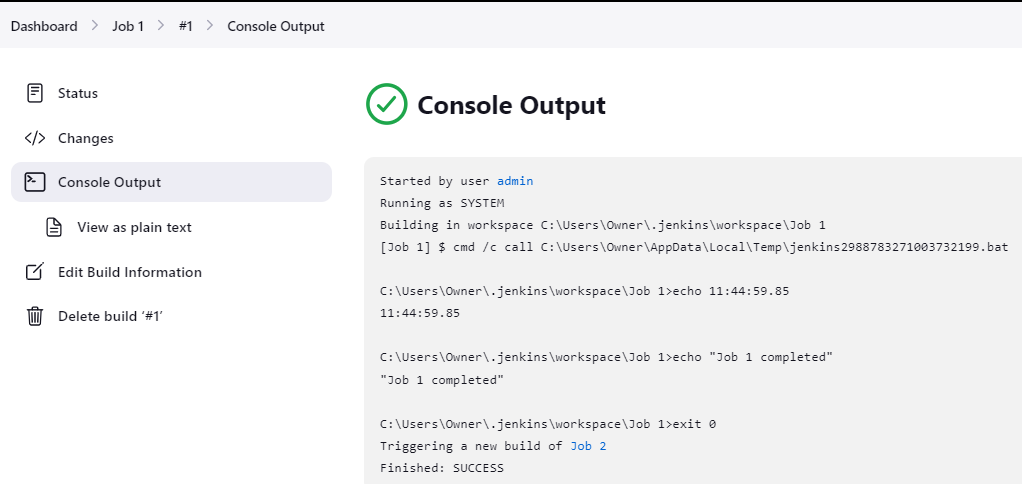 Dashboard > Job 1 > #1 > Console Output
Status
Changes
Console Output
View as plain text
Edit Build Information
Delete build '#1'
Console Output
Started by user admin
Running as SYSTEM
Building in workspace C:\Users\Owner\.jenkins\workspace\Job 1
[Job 1] $ cmd /c call C:\Users\Owner\AppData\Local\Temp\jenkins2988783271003732199.bat
C:\Users\Owner\.jenkins\workspace\Job 1>echo 11:44:59.85
11:44:59.85
C:\Users\Owner\.jenkins\workspace\Job 1>echo "Job 1 completed"
"Job 1 completed"
C:\Users\Owner\.jenkins\workspace\Job 1>exit 0
Triggering a new build of Job 2
Finished: SUCCESS